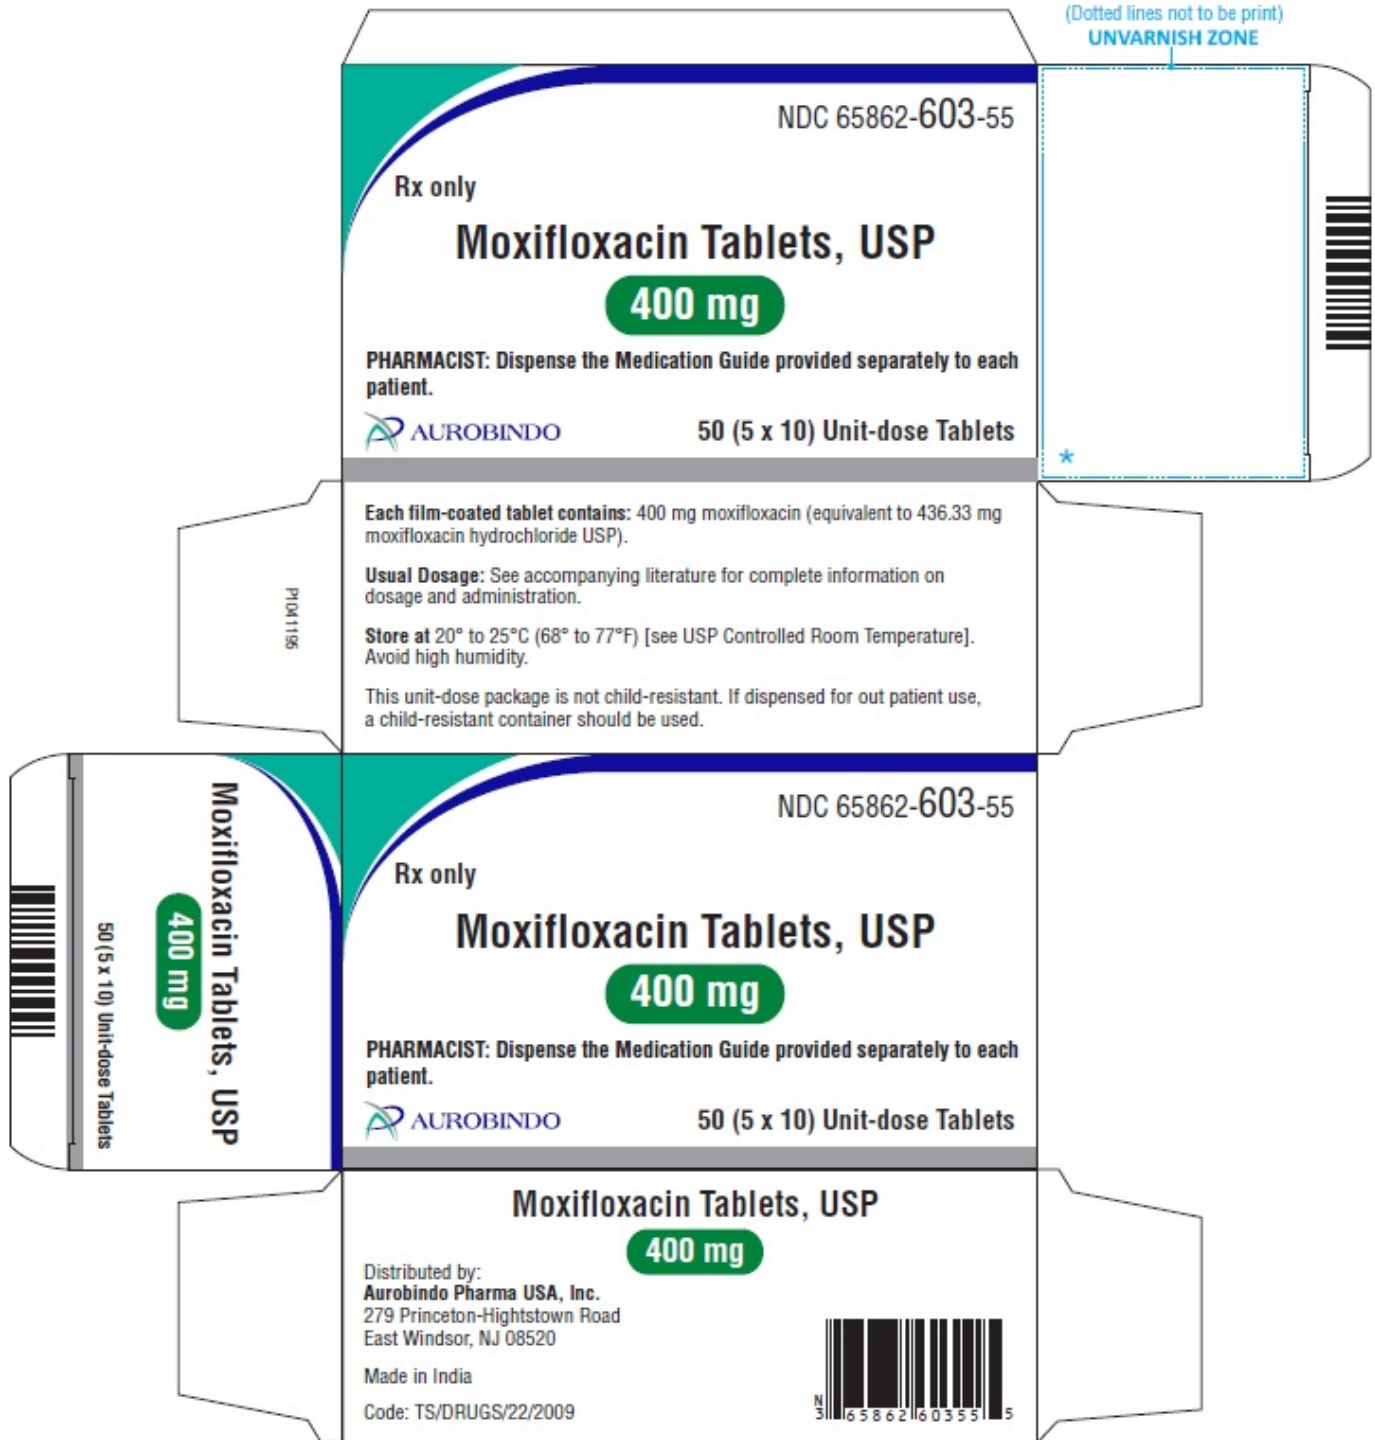 (Dotted lines not to be print)
UNVARNISH ZONE
NDC 65862-603-55
Rx only
Moxifloxacin Tablets, USP
400 mg
PHARMACIST: Dispense the Medication Guide provided separately to each
patient.
AUROBINDO
50 (5 x 10) Unit-dose Tablets
*
Each film-coated tablet contains: 400 mg moxifloxacin (equivalent to 436.33 mg
moxifloxacin hydrochloride USP).
Usual Dosage: See accompanying literature for complete information on
dosage and administration.
Store at 20° to 25°C (68° to 77°F) [see USP Controlled Room Temperature].
Avoid high humidity.
This unit-dose package is not child-resistant. If dispensed for out patient use,
a child-resistant container should be used.
P1041195
Moxifloxacin Tablets, USP
400 mg
50 (5 x 10) Unit-dose Tablets
NDC 65862-603-55
Rx only
Moxifloxacin Tablets, USP
400 mg
PHARMACIST: Dispense the Medication Guide provided separately to each
patient.
AUROBINDO
50 (5 x 10) Unit-dose Tablets
Moxifloxacin Tablets, USP
400 mg
Distributed by:
Aurobindo Pharma USA, Inc.
279 Princeton-Hightstown Road
East Windsor, NJ 08520
Made in India
Code: TS/DRUGS/22/2009
N
3 65862 60355 5